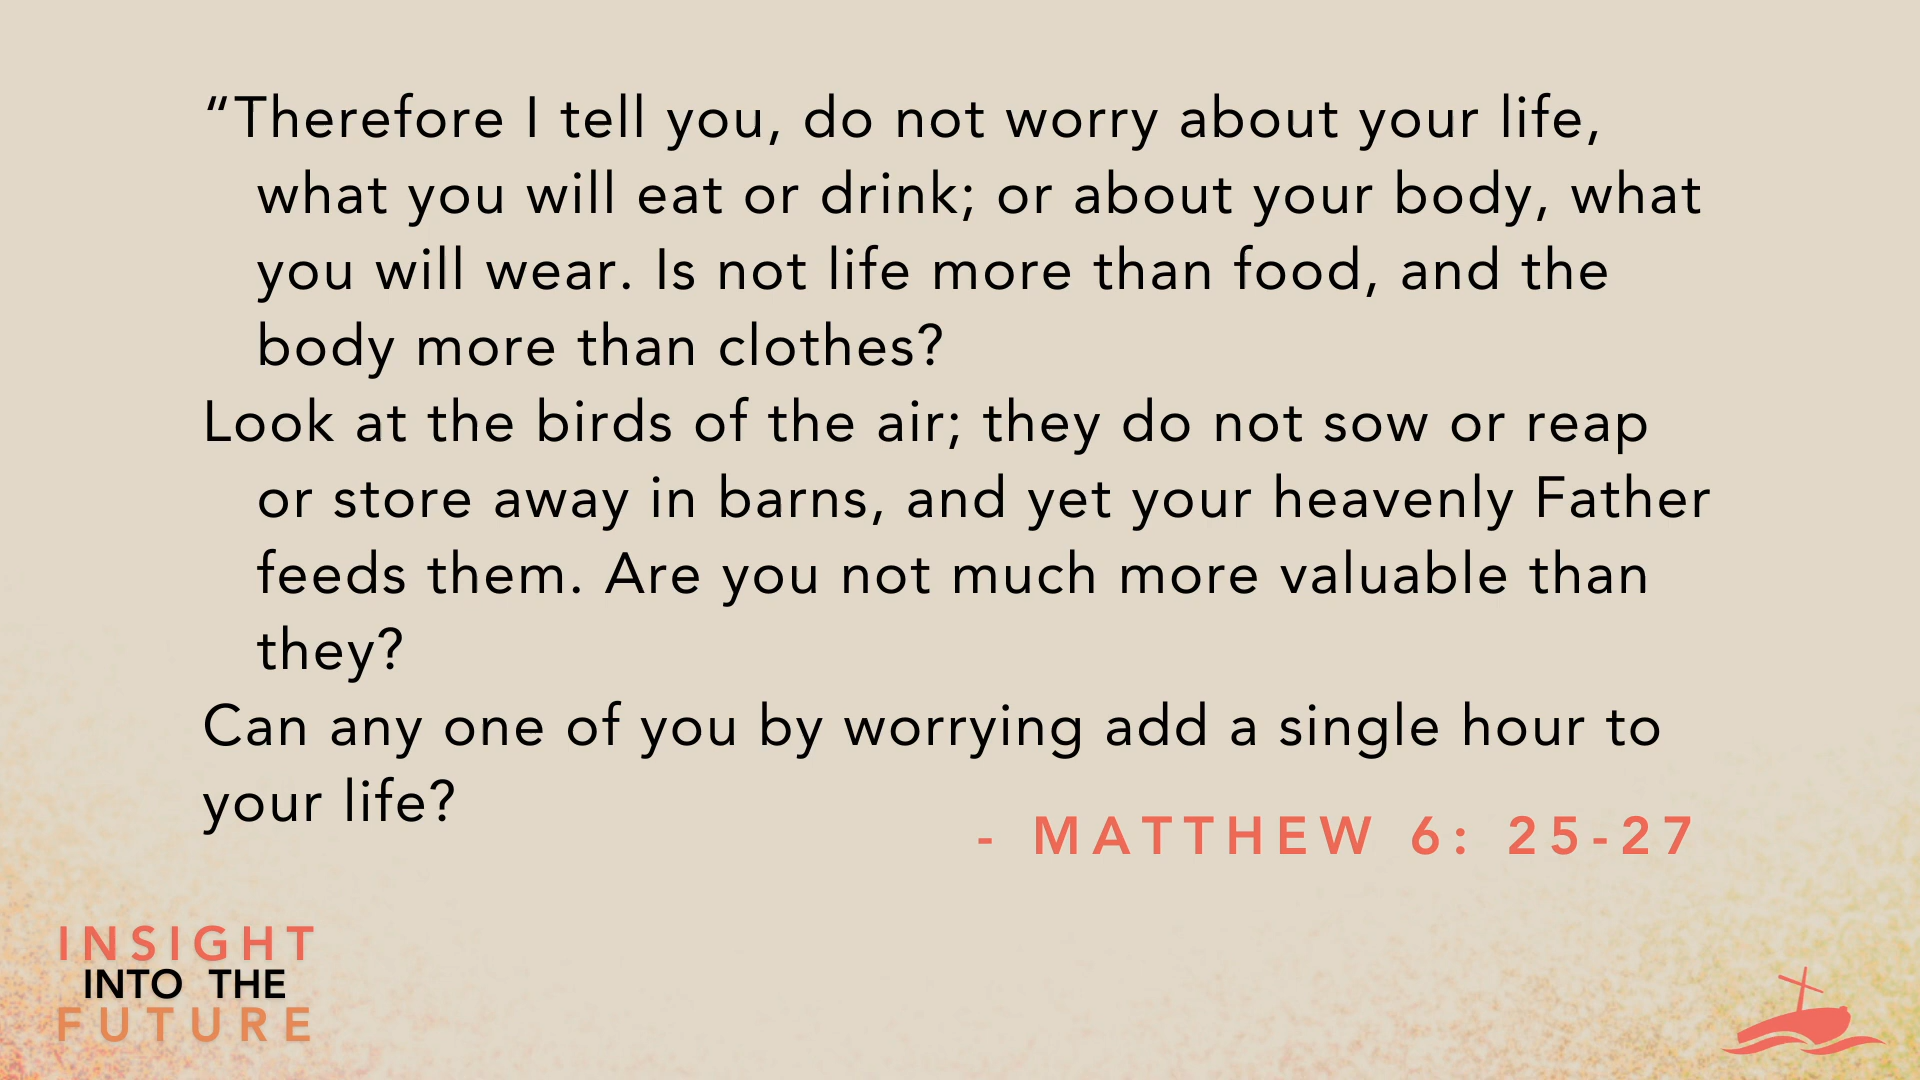 “Therefore I tell you, do not worry about your life,
what you will eat or drink; or about your body, what
you will wear. Is not life more than food, and the
body more than clothes?
Look at the birds of the air; they do not sow or reap
or store away in barns, and yet your heavenly Father
feeds them. Are you not much more valuable than
they?
Can any one of you by worrying add a single hour to
your life?
- MATTHEW 6: 25-27
INSIGHT
INTO THE
FUTURE